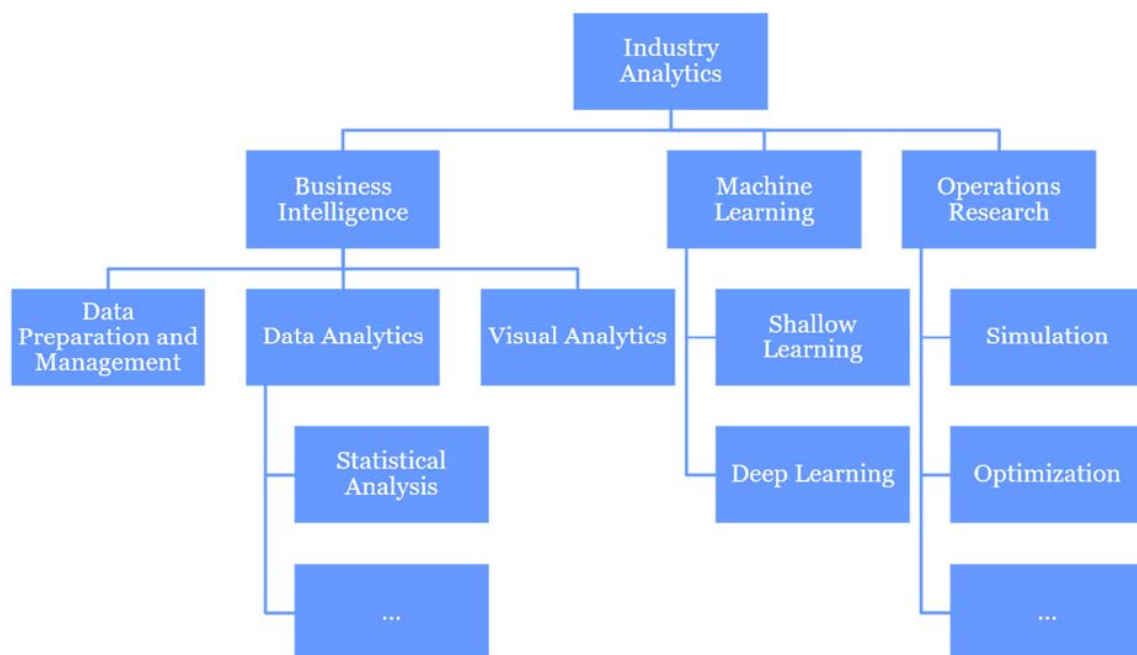 Industry
Analytics
Business
Intelligence
Machine
Learning
Operations
Research
Data
Preparation and
Management
Data Analytics
Visual Analytics
Shallow
Learning
Simulation
Statistical
Analysis
Deep Learning
Optimization
...
...